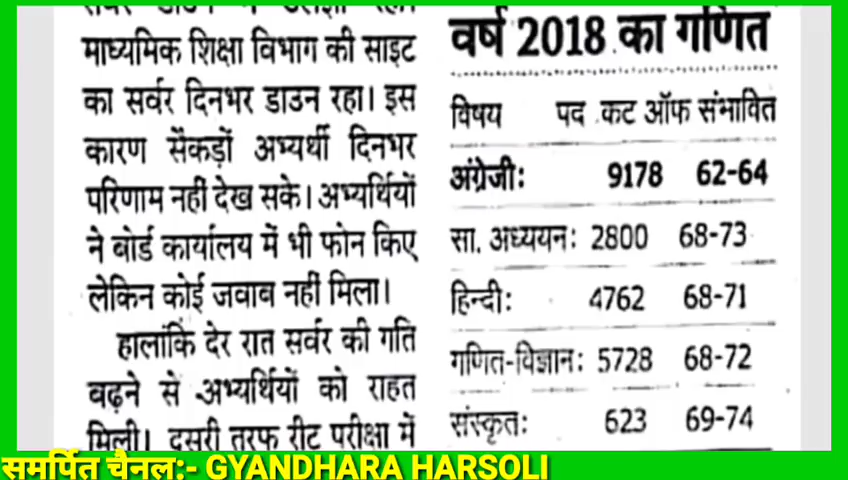 माध्यमिक शिक्षा विभाग की साइट
का सर्वर दिनभर डाउन रहा। इस
कारण सैंकड़ों अभ्यर्थी दिनभर
परिणाम नहीं देख सके। अभ्यर्थियों
ने बोर्ड कार्यालय में भी फोन किए
लेकिन कोई जवाब नहीं मिला।
हालांकि देर रात सर्वर की गति
बढ़ने से अभ्यर्थियों को राहत
मिली। दूसरी तरफ रीट परीक्षा में
वर्ष 2018 का गणित
विषय पद कट ऑफ संभावित
अंग्रेजी: 9178 62-64
सा. अध्ययन: 2800 68-73
हिन्दी: 4762 68-71
गणित-विज्ञान: 5728 68-72
संस्कृत: 623 69-74
समर्पित चैनल:- GYANDHARA HARSOLI